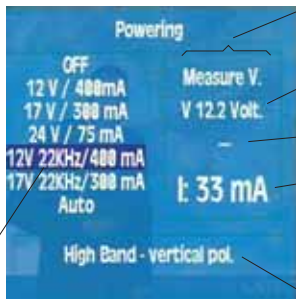 Powering
OFF
12 V / 400mA
17 V / 300 mA
24 V / 75 mA
12V 22KHz/400 mA
17V 22KHz/300 mA
Auto
Measure V.
V 12.2 Volt.
–
I: 33 mA
High Band - vertical pol.